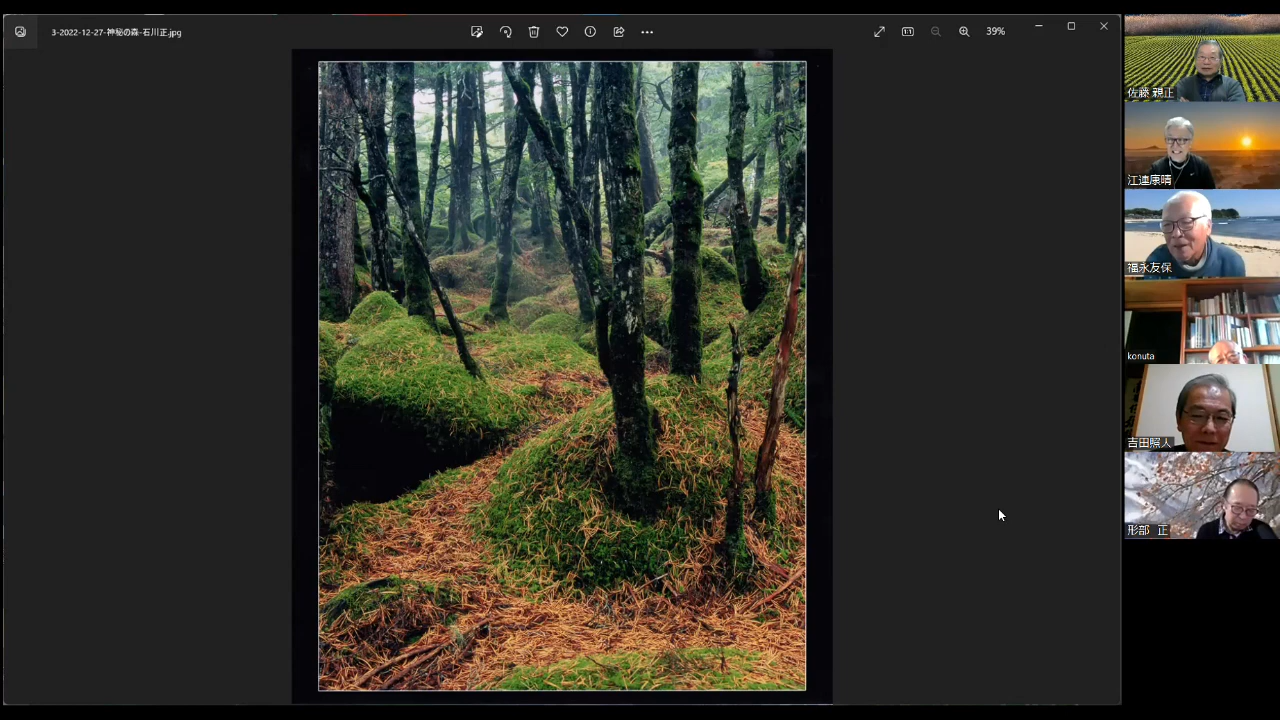 3-2022-12-27-神秘の森-石川正.jpg
39%
佐藤 親正
江連康晴
福永友保
konuta
吉田照人
形部 正